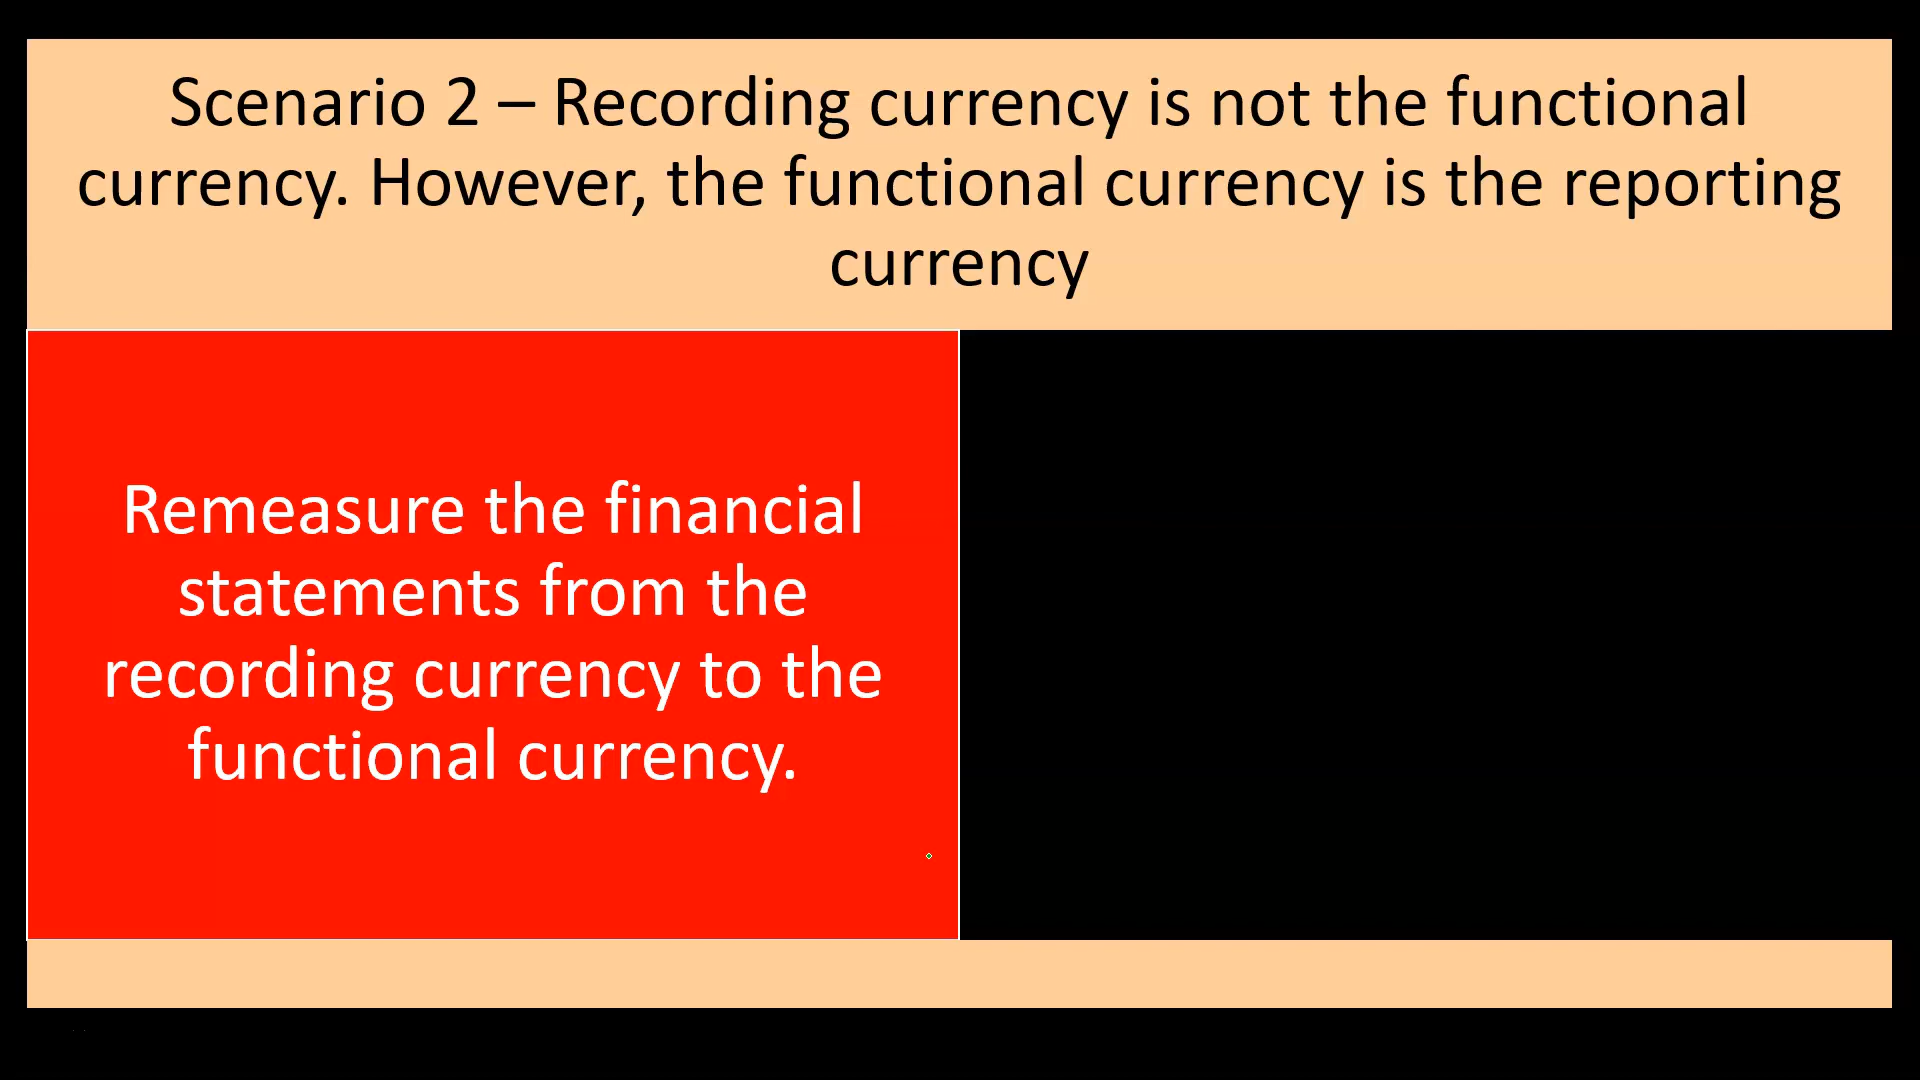 Scenario 2 – Recording currency is not the functional
currency. However, the functional currency is the reporting
currency
Remeasure the financial
statements from the
recording currency to the
functional currency.